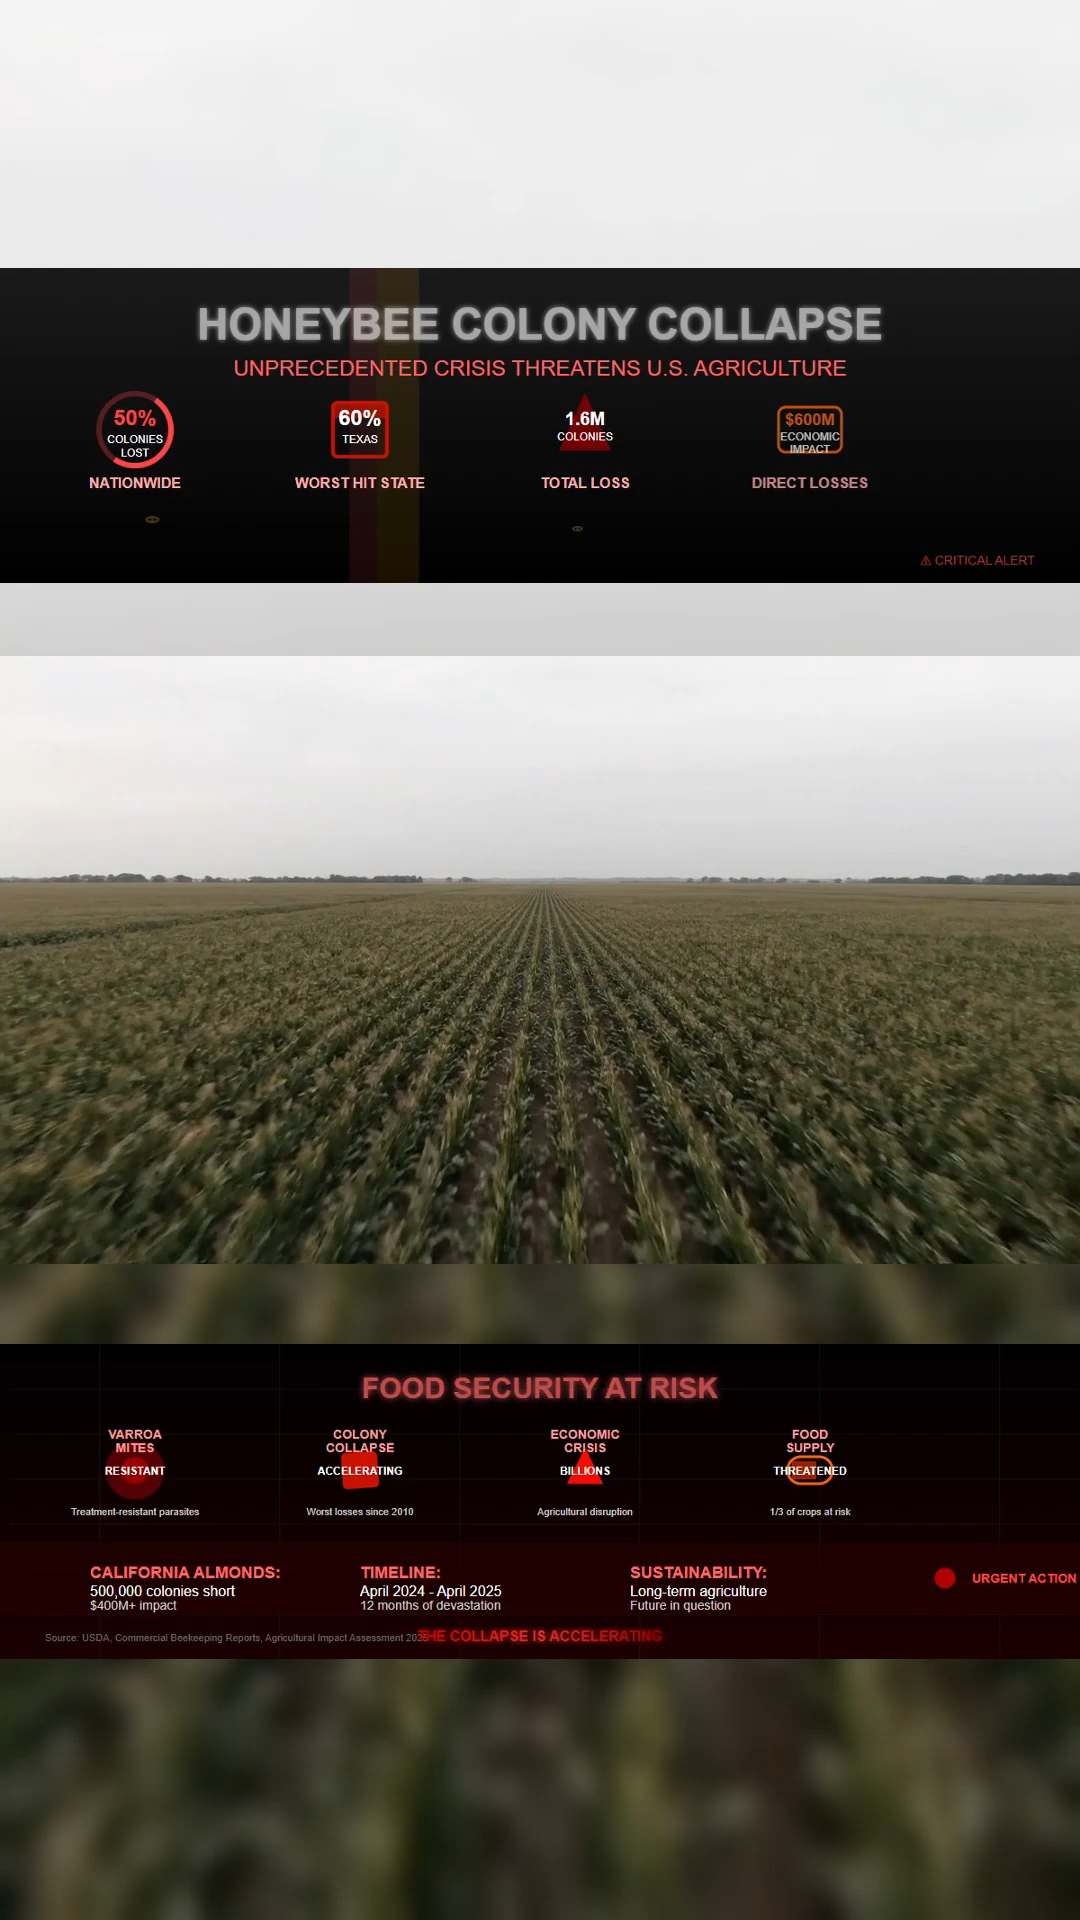 HONEYBEE COLONY COLLAPSE
UNPRECEDENTED CRISIS THREATENS U.S. AGRICULTURE
50%
COLONIES
LOST
NATIONWIDE
60%
TEXAS
WORST HIT STATE
1.6M
COLONIES
TOTAL LOSS
$600M
ECONOMIC
IMPACT
DIRECT LOSSES
⚠ CRITICAL ALERT
FOOD SECURITY AT RISK
VARROA
MITES
RESISTANT
Treatment-resistant parasites
COLONY
COLLAPSE
ACCELERATING
Worst losses since 2010
ECONOMIC
CRISIS
BILLIONS
Agricultural disruption
FOOD
SUPPLY
THREATENED
1/3 of crops at risk
CALIFORNIA ALMONDS:
500,000 colonies short
$400M+ impact
TIMELINE:
April 2024 - April 2025
12 months of devastation
SUSTAINABILITY:
Long-term agriculture
Future in question
URGENT ACTION
Source: USDA, Commercial Beekeeping Reports, Agricultural Impact Assessment 2025
THE COLLAPSE IS ACCELERATING